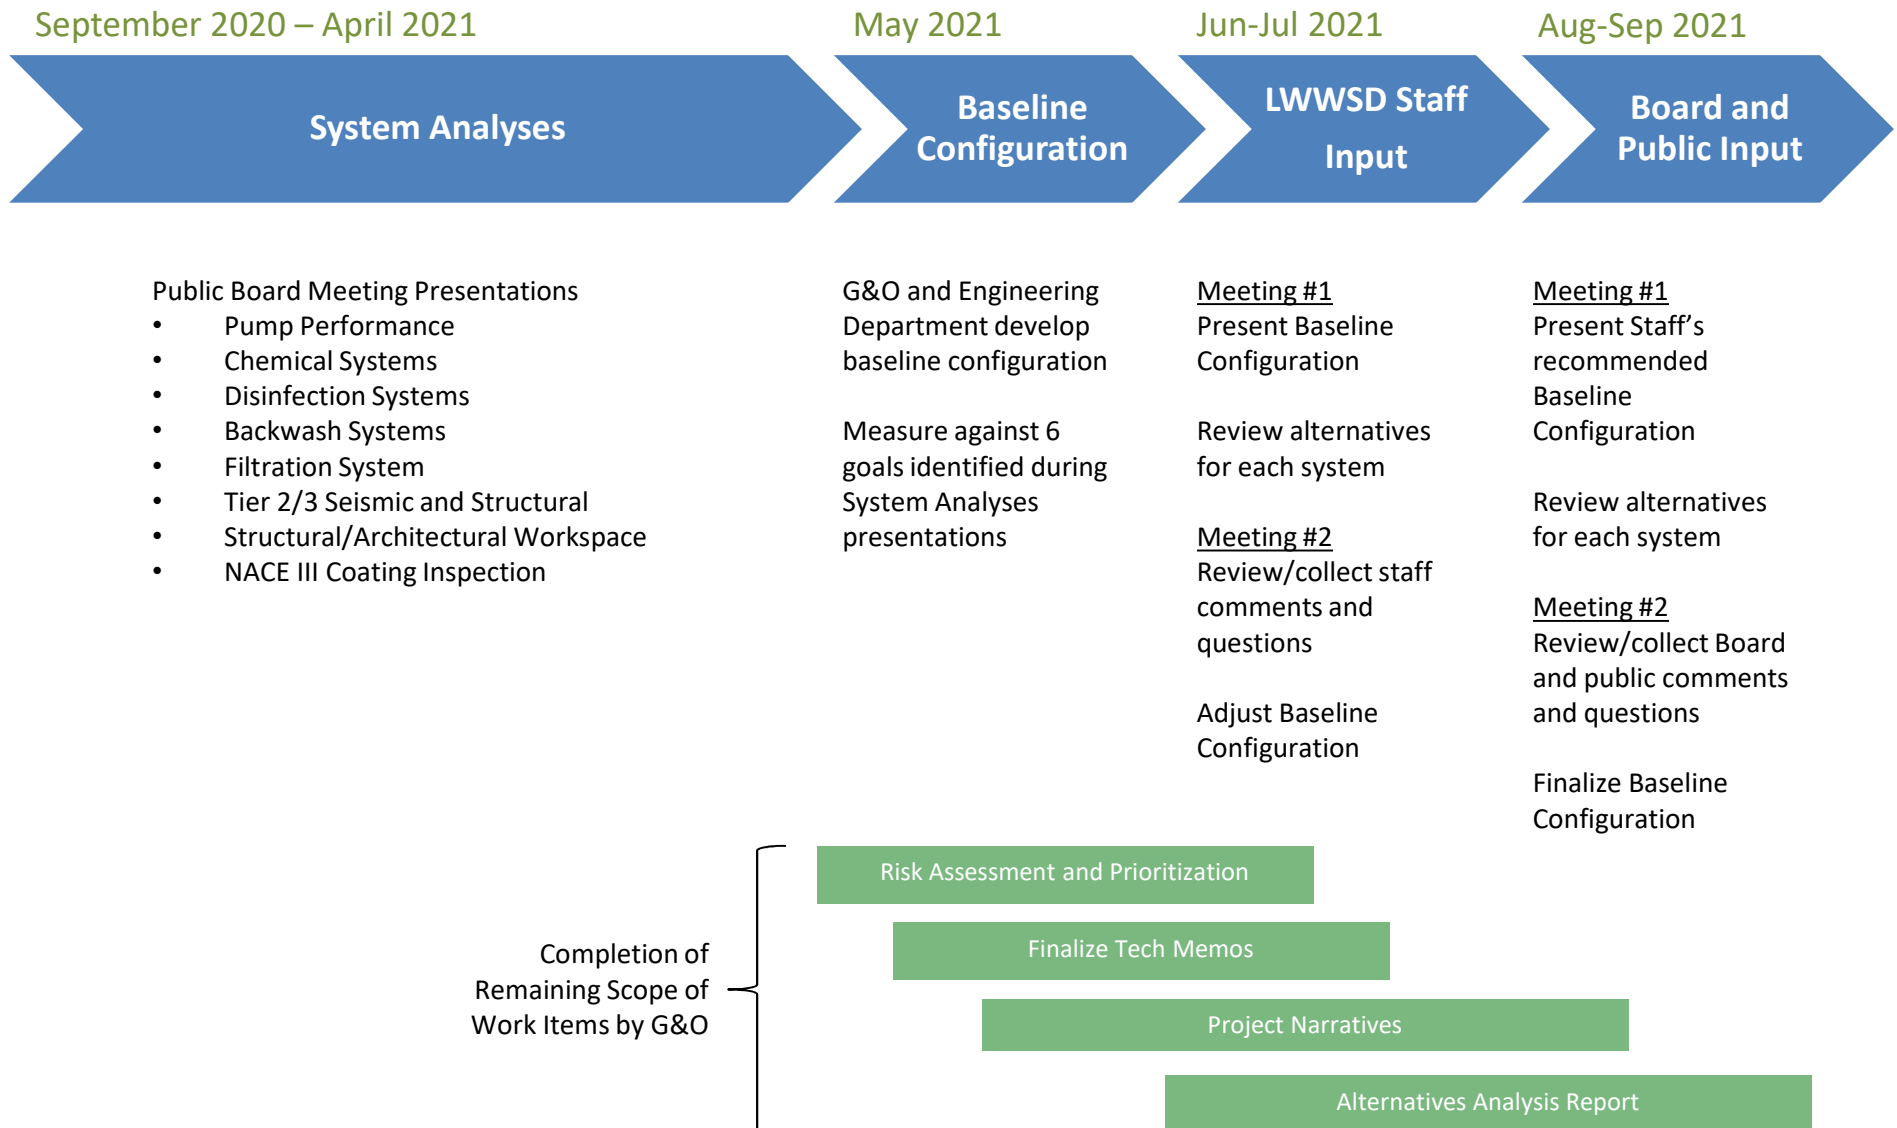 September 2020 – April 2021
May 2021
Jun-Jul 2021
Aug-Sep 2021
System Analyses
Baseline
Configuration
LWWSD Staff
Input
Board and
Public Input
Public Board Meeting Presentations
• Pump Performance
• Chemical Systems
• Disinfection Systems
• Backwash Systems
• Filtration System
• Tier 2/3 Seismic and Structural
• Structural/Architectural Workspace
• NACE III Coating Inspection
G&O and Engineering
Department develop
baseline configuration
Measure against 6
goals identified during
System Analyses
presentations
Meeting #1
Present Baseline
Configuration
Review alternatives
for each system
Meeting #2
Review/collect staff
comments and
questions
Adjust Baseline
Configuration
Meeting #1
Present Staff’s
recommended
Baseline
Configuration
Review alternatives
for each system
Meeting #2
Review/collect Board
and public comments
and questions
Finalize Baseline
Configuration
Completion of
Remaining Scope of
Work Items by G&O
Risk Assessment and Prioritization
Finalize Tech Memos
Project Narratives
Alternatives Analysis Report